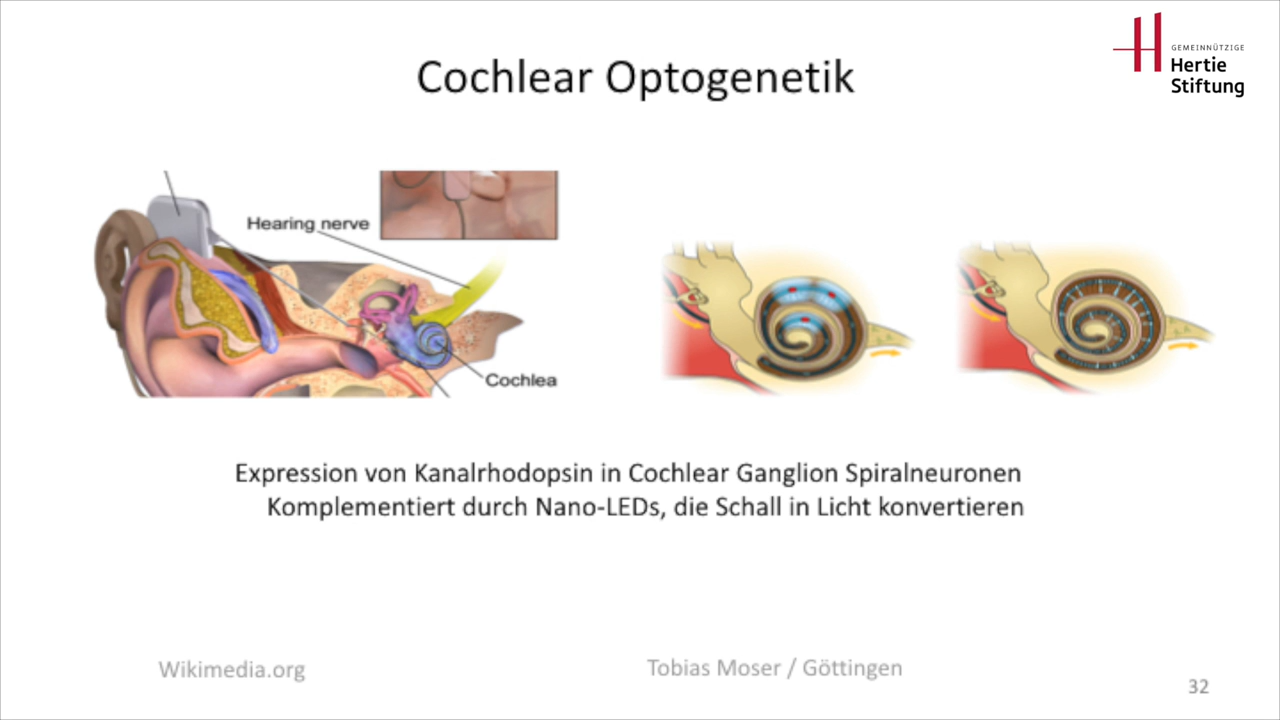 GEMEINNÜTZIGE
Hertie
Stiftung
Cochlear Optogenetik
Hearing nerve
Cochlea
Expression von Kanalrhodopsin in Cochlear Ganglion Spiralneuronen
Komplementiert durch Nano-LEDs, die Schall in Licht konvertieren
Wikimedia.org
Tobias Moser / Göttingen
32